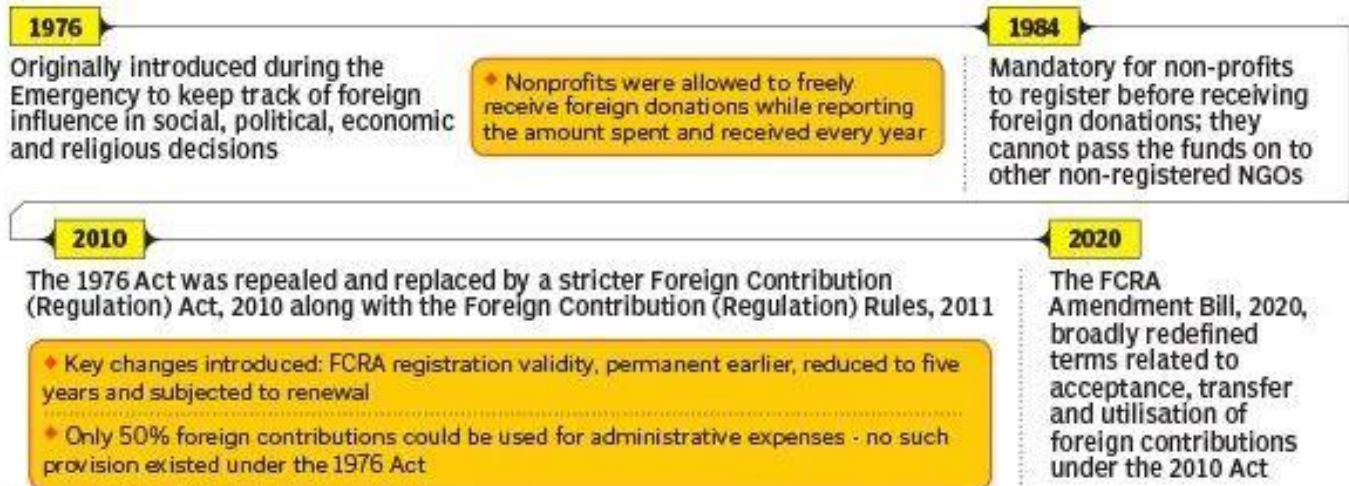 1976
Originally introduced during the
Emergency to keep track of foreign
influence in social, political, economic
and religious decisions
◆ Nonprofits were allowed to freely
receive foreign donations while reporting
the amount spent and received every year
1984
Mandatory for non-profits
to register before receiving
foreign donations; they
cannot pass the funds on to
other non-registered NGOs
2010
The 1976 Act was repealed and replaced by a stricter Foreign Contribution
(Regulation) Act, 2010 along with the Foreign Contribution (Regulation) Rules, 2011
◆ Key changes introduced: FCRA registration validity, permanent earlier, reduced to five
years and subjected to renewal
◆ Only 50% foreign contributions could be used for administrative expenses - no such
provision existed under the 1976 Act
2020
The FCRA
Amendment Bill, 2020,
broadly redefined
terms related to
acceptance, transfer
and utilisation of
foreign contributions
under the 2010 Act